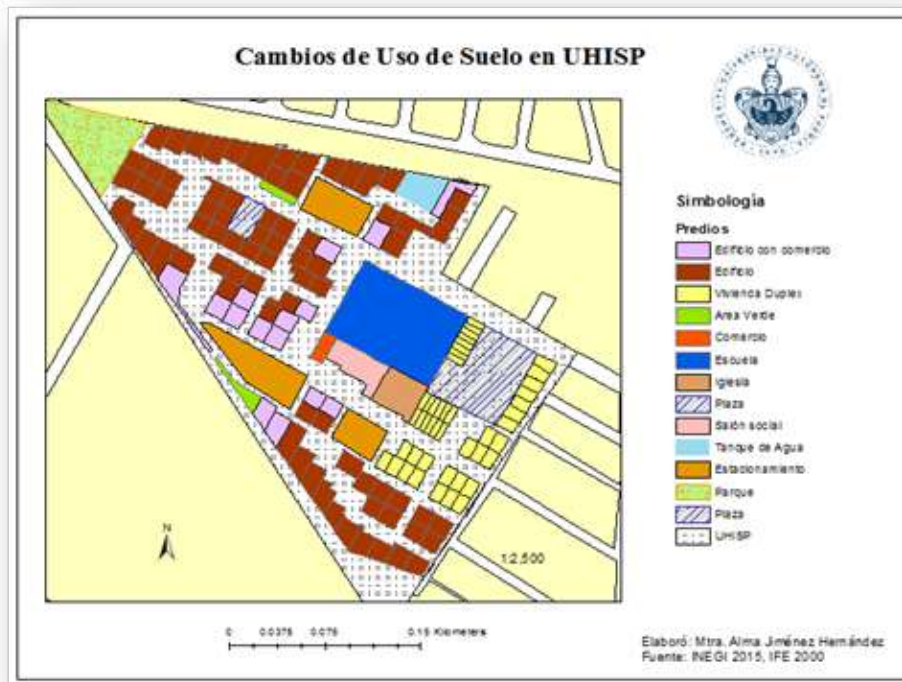 Cambios de Uso de Suelo en UHISP
Simbología
Predios
Edificio con comercio
Edificio
Vivienda Duplex
Area Verde
Comercio
Escuela
Iglesia
Plaza
Salón social
Tanque de Agua
Estacionamiento
Parque
Plaza
UHISP
N
1:2,500
0 0.0375 0.075 0.15 Kilometers
Elaboró: Mtra. Alma Jiménez Hernández
Fuente: INEGI 2015, IFE 2000